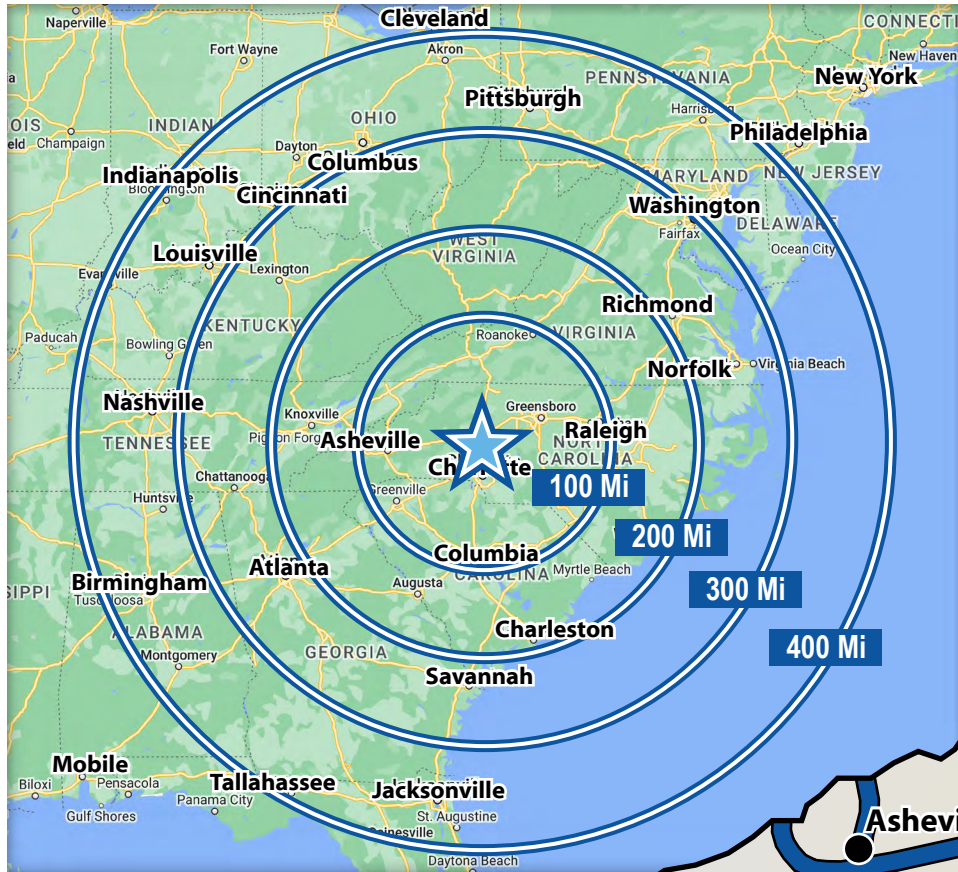 Naperville
Cleveland
CONNECTI
New Haven
Fort Wayne
Akron
PENNSYLVANIA
New York
Pittsburgh
Harrisburg
OIS
INDIAN
OHIO
Philadelphia
eld
Champaign
Dayton
Columbus
MARYLAND
NEW JERSEY
Indianapolis
Bloomington
Cincinnati
Washington
DELAWARE
Fairfax
Louisville
WEST
VIRGINIA
Ocean City
Evansville
Lexington
Richmond
KENTUCKY
Paducah
Bowling Green
Roanoke
VIRGINIA
Norfolk
Virginia Beach
Nashville
Knoxville
Greensboro
TENNESSEE
Pigeon Forg
Asheville
Raleigh
NORTH
CAROLINA
Charlotte
Chattanooga
Greenville
100 Mi
Huntsville
200 Mi
Columbia
CAROLINA
Myrtle Beach
Atlanta
Augusta
Birmingham
300 Mi
SIPPI
Tuscaloosa
Charleston
ALABAMA
Montgomery
GEORGIA
400 Mi
Savannah
Mobile
Biloxi
Pensacola
Tallahassee
Jacksonville
Panama City
Gulf Shores
St. Augustine
Gainesville
Daytona Beach
Ashevi